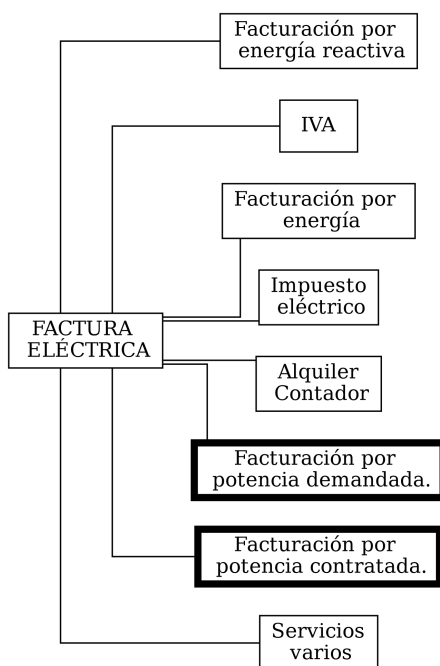 Facturación por
energía reactiva
IVA
Facturación por
energía
Impuesto
eléctrico
FACTURA
ELÉCTRICA
Alquiler
Contador
Facturación por
potencia demandada.
Facturación por
potencia contratada.
Servicios
varios